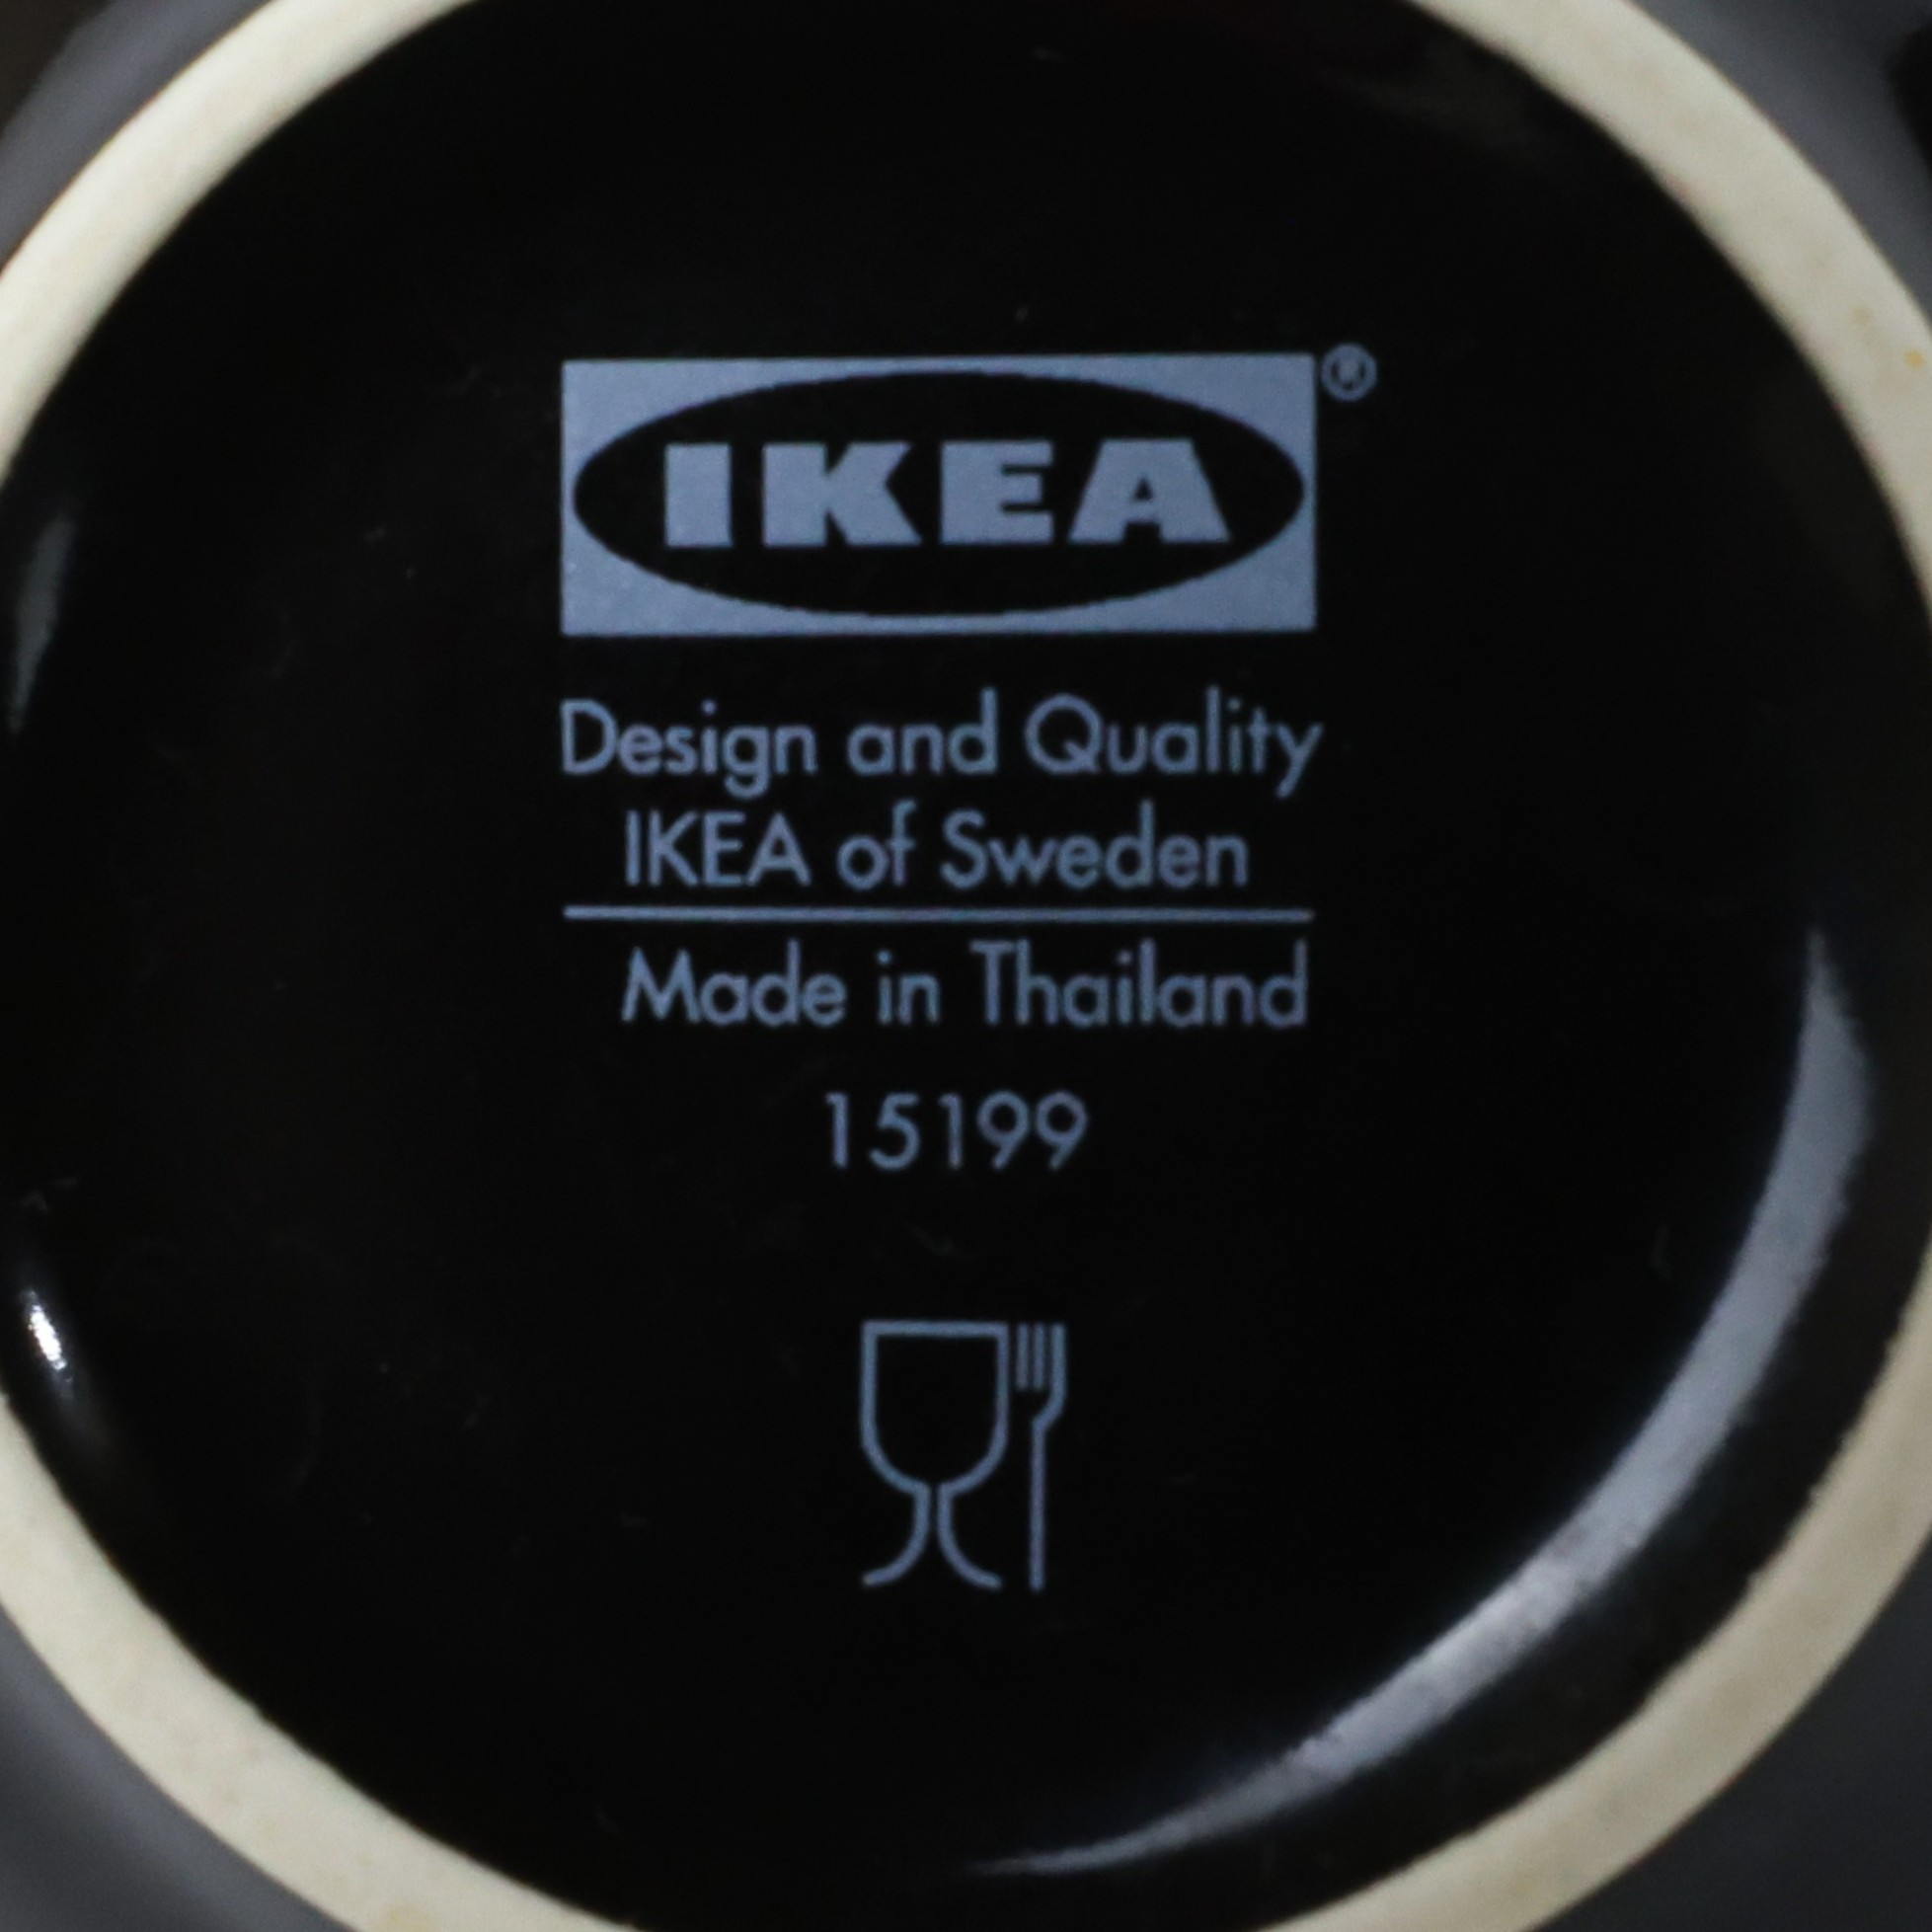 IKEA®
Design and Quality
IKEA of Sweden
Made in Thailand
15199